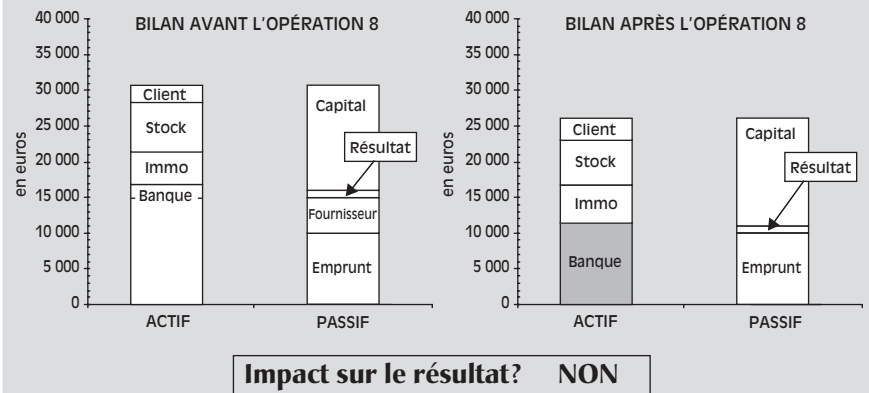 BILAN AVANT L'OPÉRATION 8
40 000
35 000
30 000
25 000
20 000
15 000
10 000
5 000
0
en euros
Client
Stock
Immo
Banque
Capital
Résultat
Fournisseur
Emprunt
ACTIF
PASSIF
BILAN APRÈS L'OPÉRATION 8
40 000
35 000
30 000
25 000
20 000
15 000
10 000
5 000
0
en euros
Client
Stock
Immo
Banque
Capital
Résultat
Emprunt
ACTIF
PASSIF
Impact sur le résultat? NON